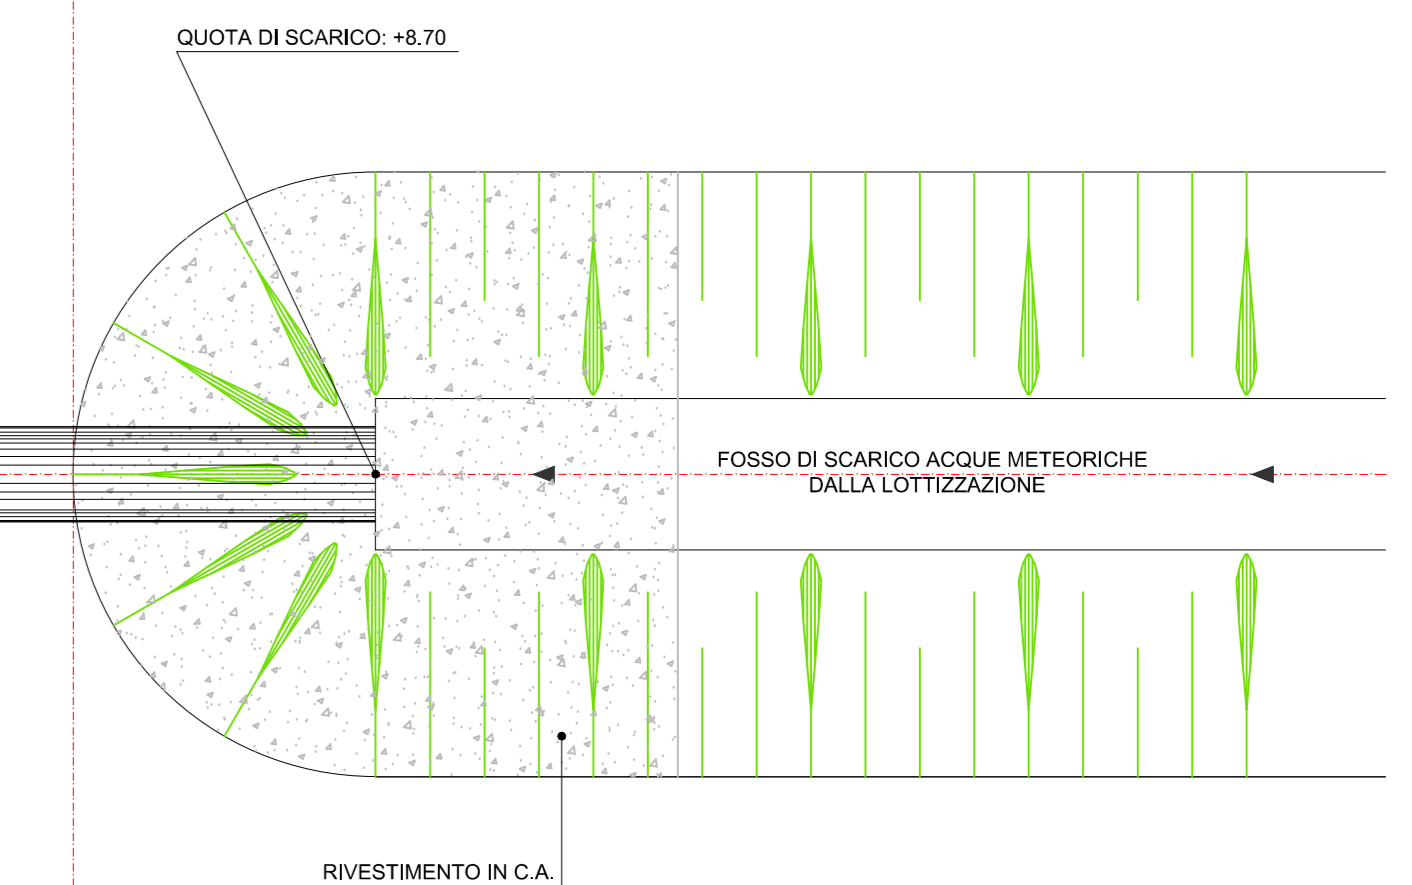 QUOTA DI SCARICO: +8.70
FOSSO DI SCARICO ACQUE METEORICHE
DALLA LOTTIZZAZIONE
RIVESTIMENTO IN C.A.